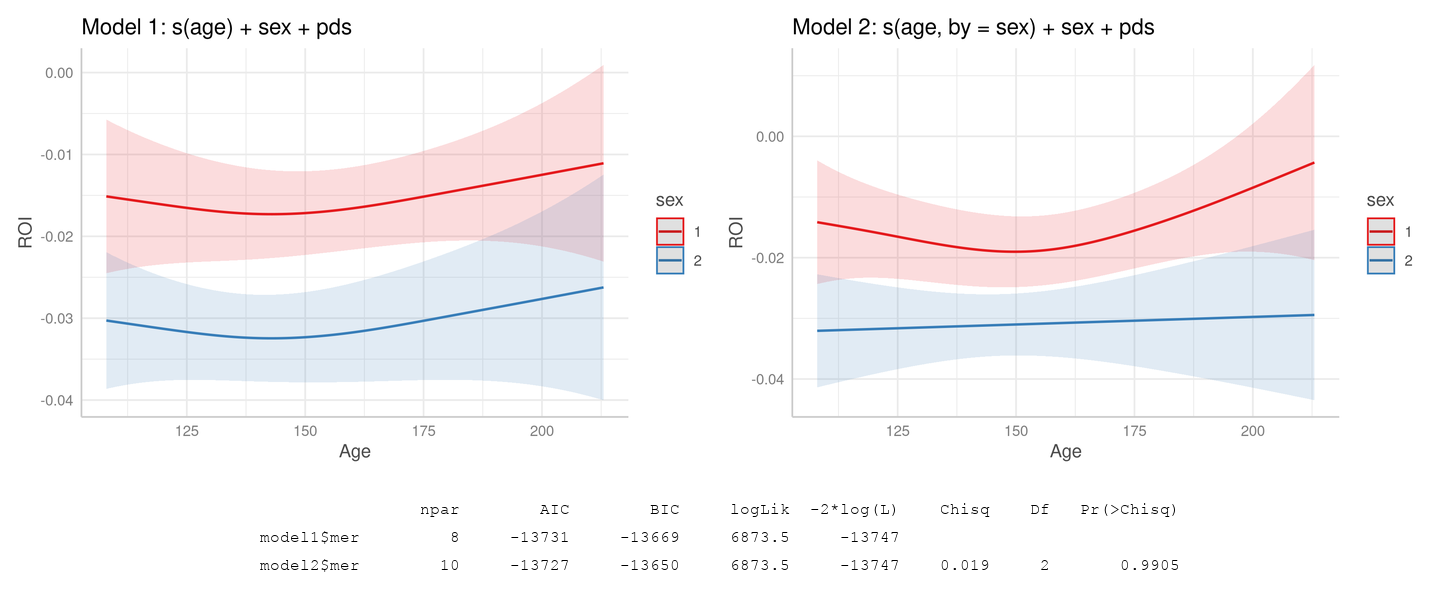 Model 1: s(age) + sex + pds
0.00
-0.01
-0.02
-0.03
-0.04
ROI
125 150 175 200
Age
sex
1
2
Model 2: s(age, by = sex) + sex + pds
0.00
-0.02
-0.04
ROI
125 150 175 200
Age
sex
1
2
npar AIC BIC logLik -2*log(L) Chisq Df Pr(>Chisq)
model1$mer 8 -13731 -13669 6873.5 -13747
model2$mer 10 -13727 -13650 6873.5 -13747 0.019 2 0.9905